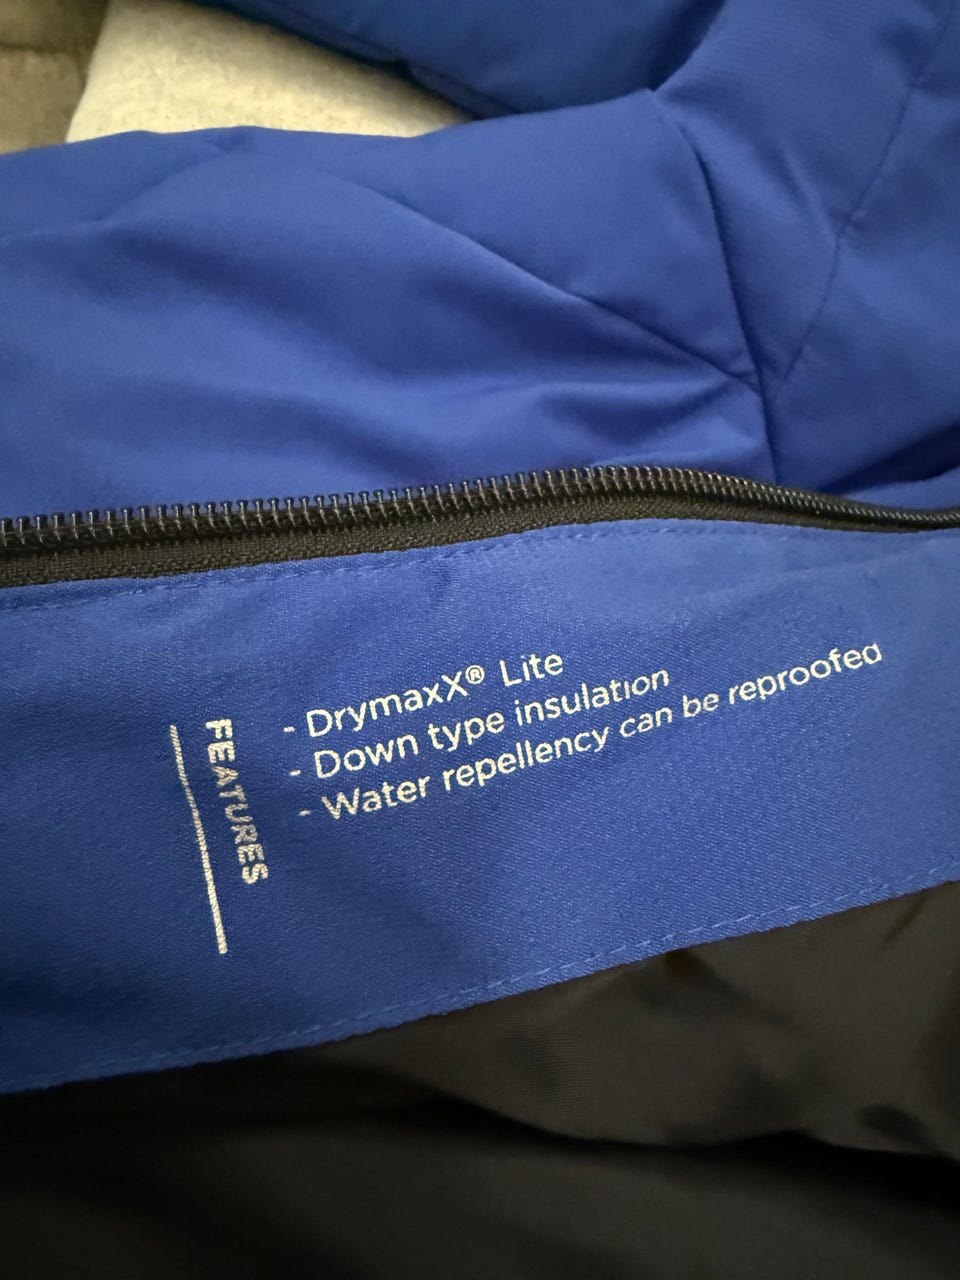 FEATURES
- DrymaxX® Lite
- Down type insulation
- Water repellency can be reproofed